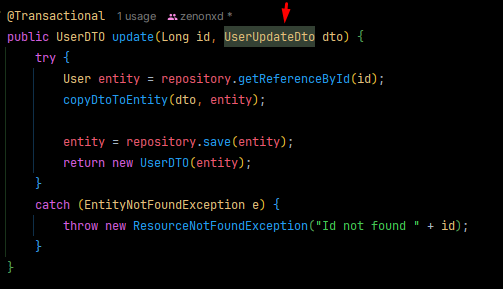 @Transactional 1 usage zenonxd *
public UserDTO update(Long id, UserUpdateDto dto) {
try {
User entity = repository.getReferenceById(id);
copyDtoToEntity(dto, entity);
entity = repository.save(entity);
return new UserDTO(entity);
}
catch (EntityNotFoundException e) {
throw new ResourceNotFoundException("Id not found " + id);
}
}